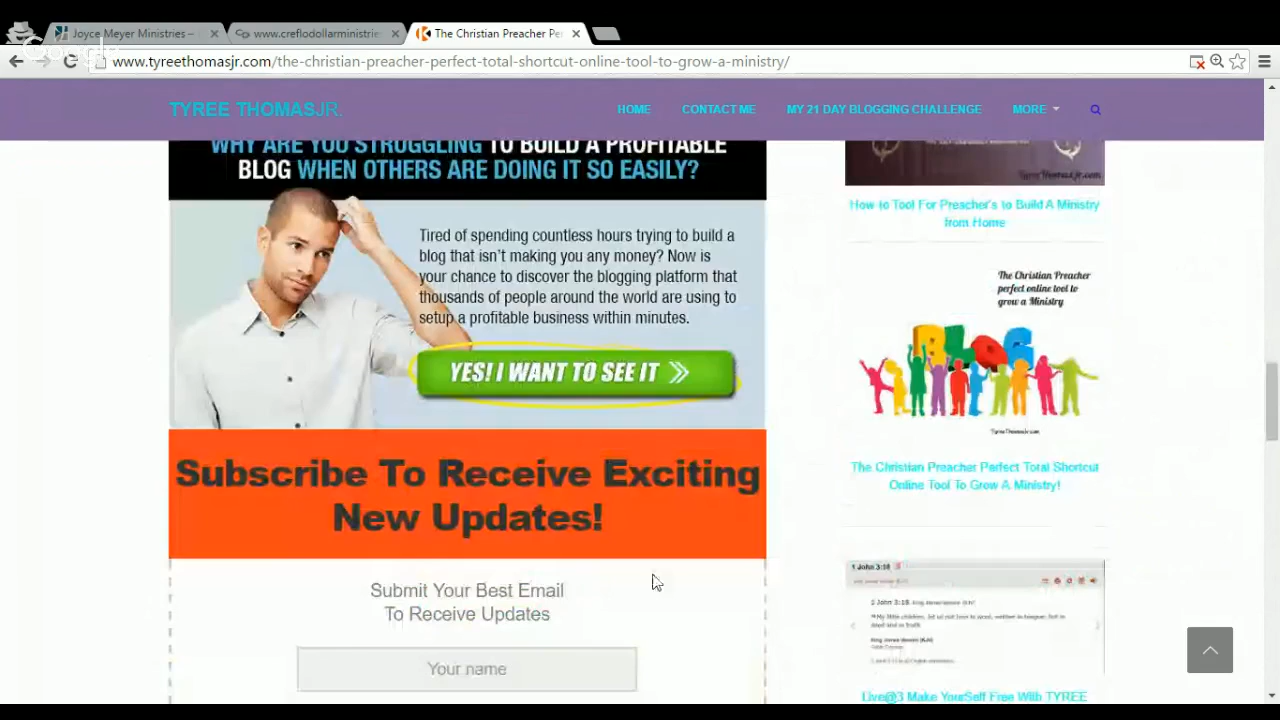 Joyce Meyer Ministries –
www.creflodollarministrie
The Christian Preacher Pe
Google
www.tyreethomasjr.com/the-christian-preacher-perfect-total-shortcut-online-tool-to-grow-a-ministry/
TYREE THOMASJR.
HOME
CONTACT ME
MY 21 DAY BLOGGING CHALLENGE
MORE
WHY ARE YOU STRUGGLING TO BUILD A PROFITABLE
BLOG WHEN OTHERS ARE DOING IT SO EASILY?
Tired of spending countless hours trying to build a
blog that isn't making you any money? Now is
your chance to discover the blogging platform that
thousands of people around the world are using to
setup a profitable business within minutes.
YES! I WANT TO SEE IT
Subscribe To Receive Exciting
New Updates!
Submit Your Best Email
To Receive Updates
Your name
TyreeThomasjr.com
How to Tool For Preacher's to Build A Ministry
from Home
The Christian Preacher
perfect online tool to
grow a Ministry
BLOG
TyreeThomasJr.com
The Christian Preacher Perfect Total Shortcut
Online Tool To Grow A Ministry!
1 John 3:18
Live@3 Make YourSelf Free With TYREE